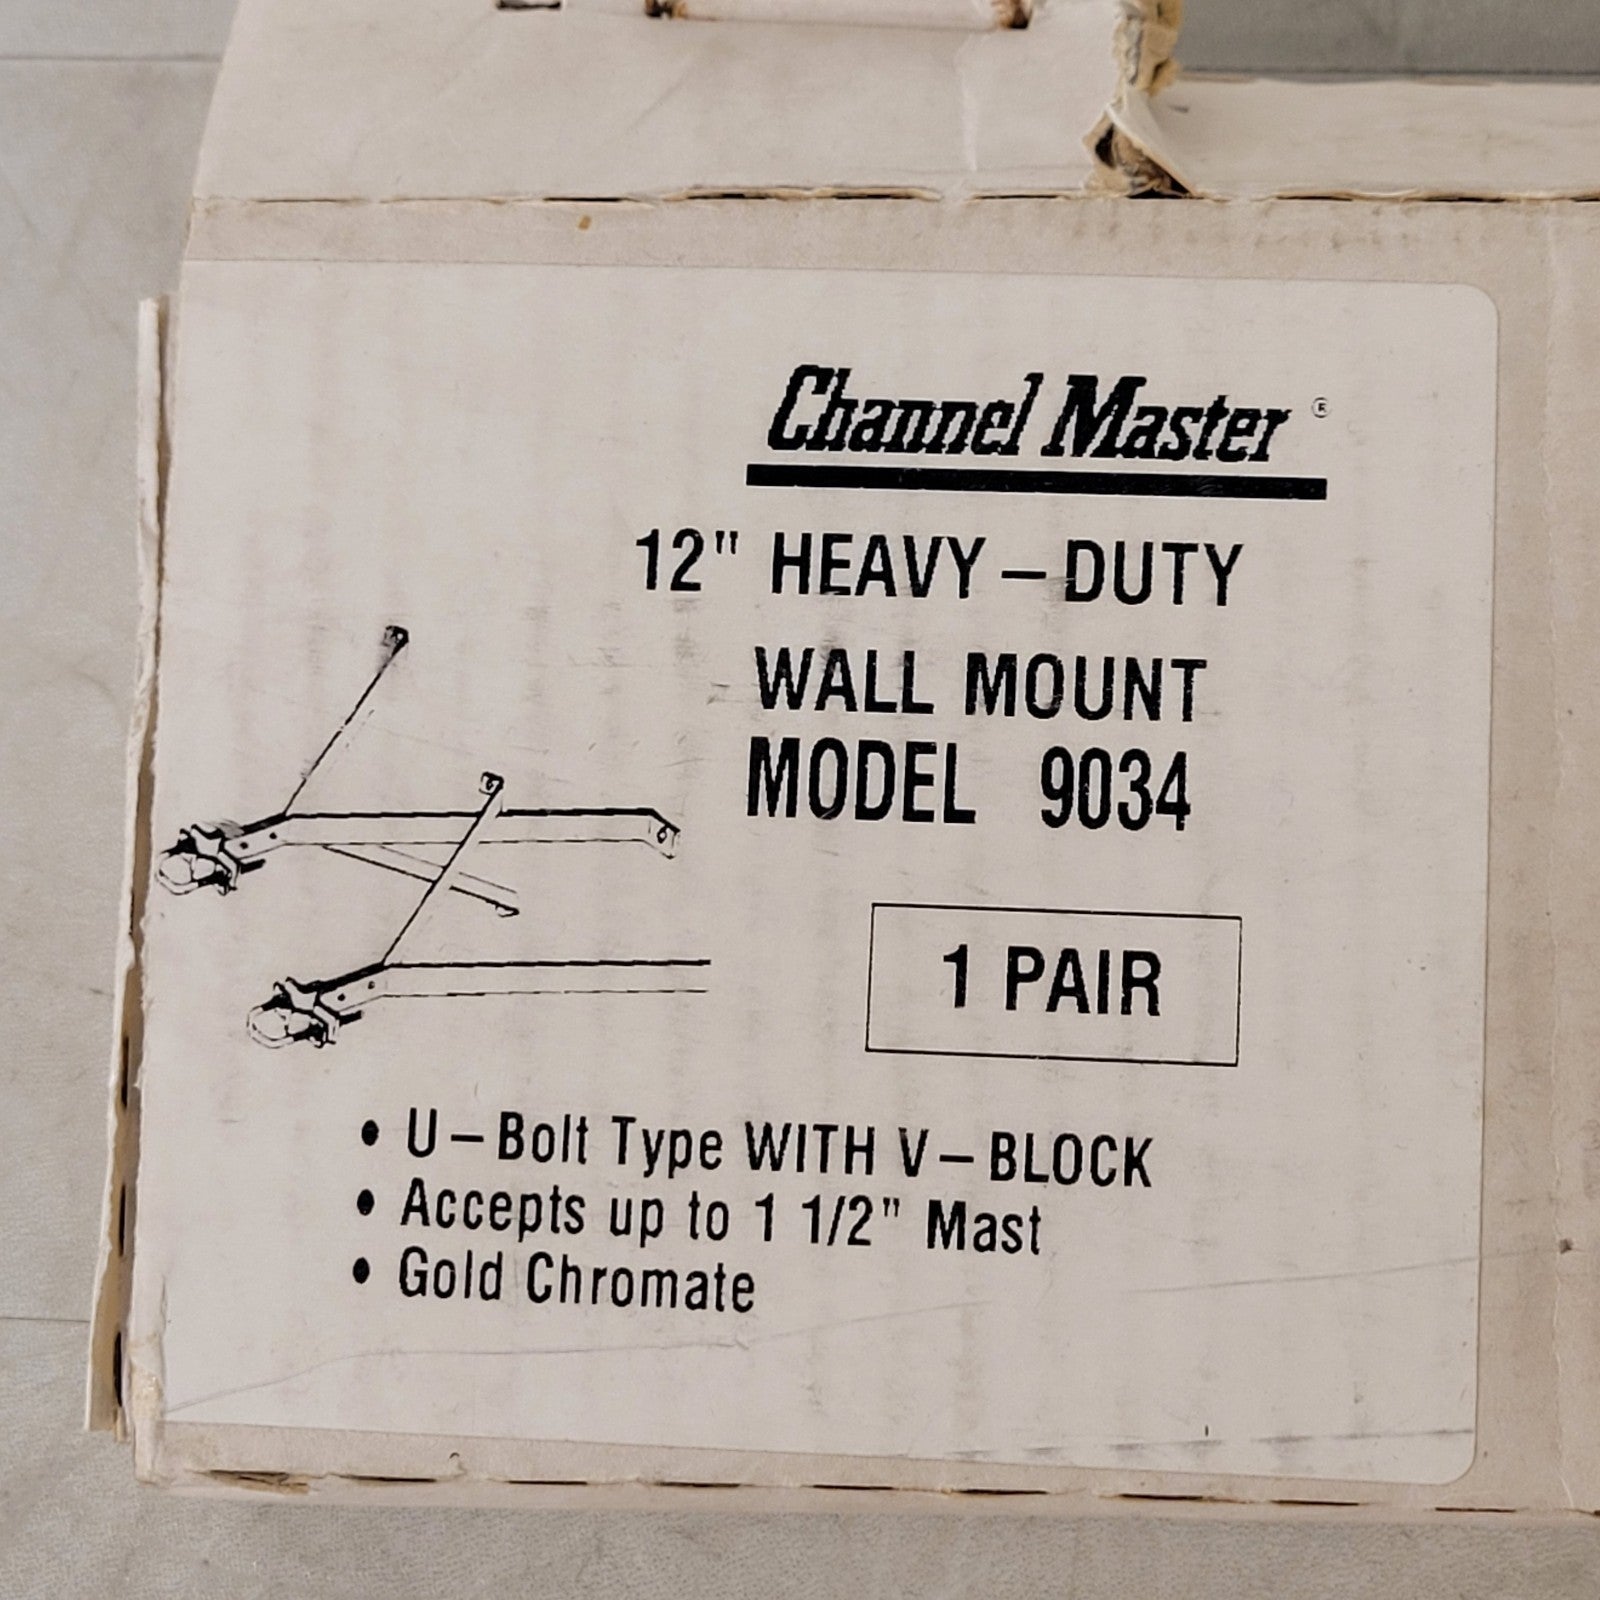 Channel Master ®
12" HEAVY-DUTY
WALL MOUNT
MODEL 9034
1 PAIR
• U-Bolt Type WITH V-BLOCK
• Accepts up to 1 1/2" Mast
• Gold Chromate